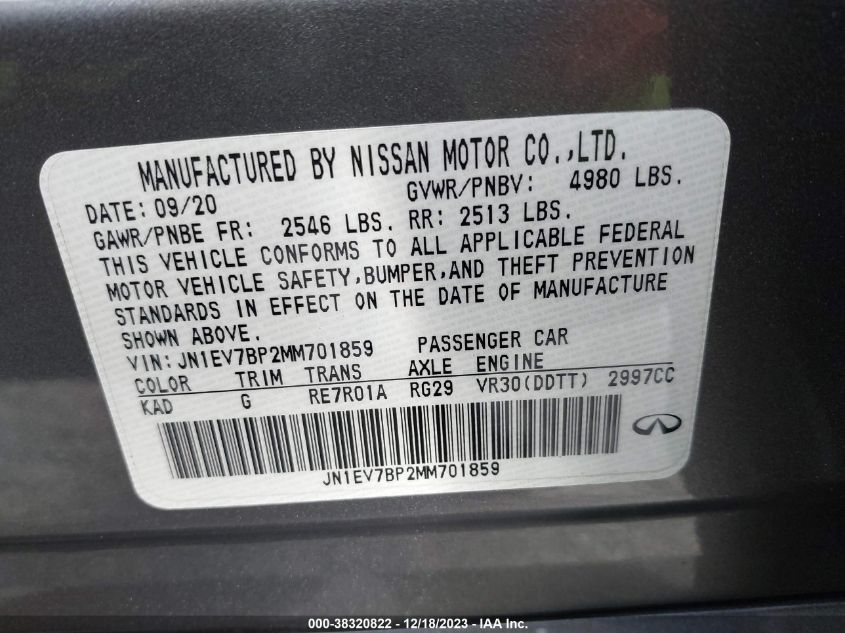 MANUFACTURED BY NISSAN MOTOR CO.,LTD.
DATE: 09/20 GVWR/PNBV: 4980 LBS.
GAWR/PNBE FR: 2546 LBS. RR: 2513 LBS.
THIS VEHICLE CONFORMS TO ALL APPLICABLE FEDERAL
MOTOR VEHICLE SAFETY,BUMPER,AND THEFT PREVENTION
STANDARDS IN EFFECT ON THE DATE OF MANUFACTURE
SHOWN ABOVE.
VIN: JN1EV7BP2MM701859 PASSENGER CAR
COLOR TRIM TRANS AXLE ENGINE
KAD G RE7R01A RG29 VR30(DDTT) 2997CC
JN1EV7BP2MM701859
000-38320822 - 12/18/2023 - IAA Inc.